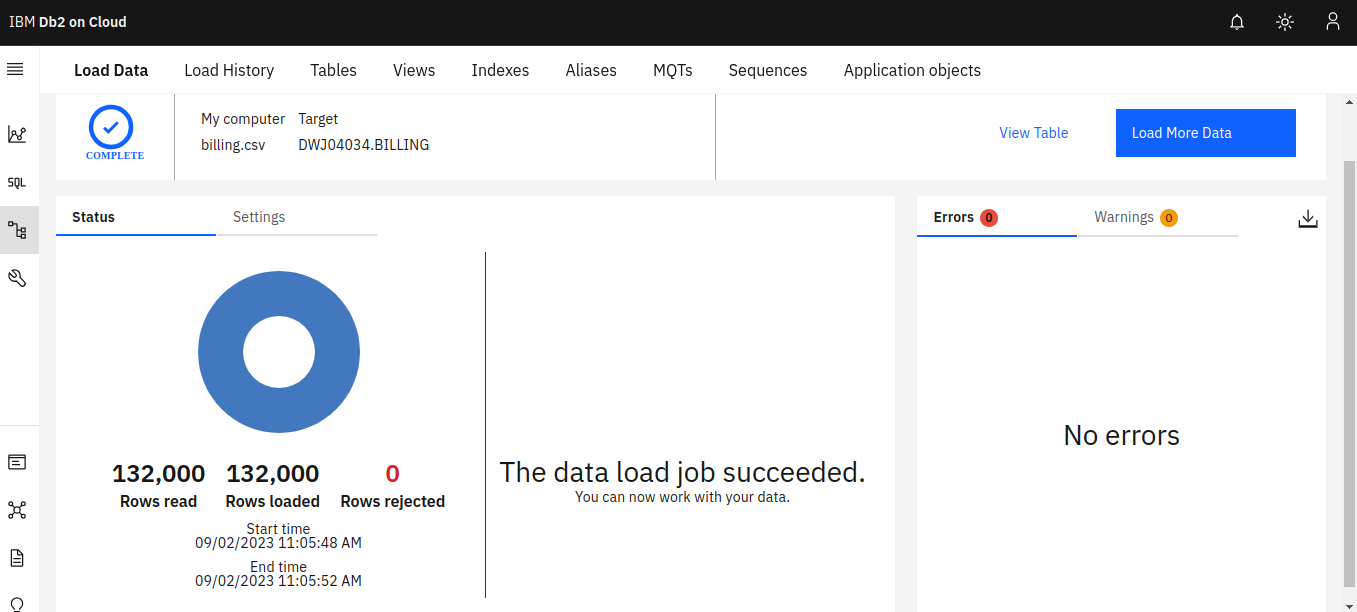 IBM Db2 on Cloud
Load Data Load History Tables Views Indexes Aliases MQTs Sequences Application objects
COMPLETE
My computer Target
billing.csv DWJ04034.BILLING
View Table
Load More Data
SQL
Status Settings
Errors 0 Warnings 0
132,000 132,000 0
Rows read Rows loaded Rows rejected
Start time
09/02/2023 11:05:48 AM
End time
09/02/2023 11:05:52 AM
The data load job succeeded.
You can now work with your data.
No errors